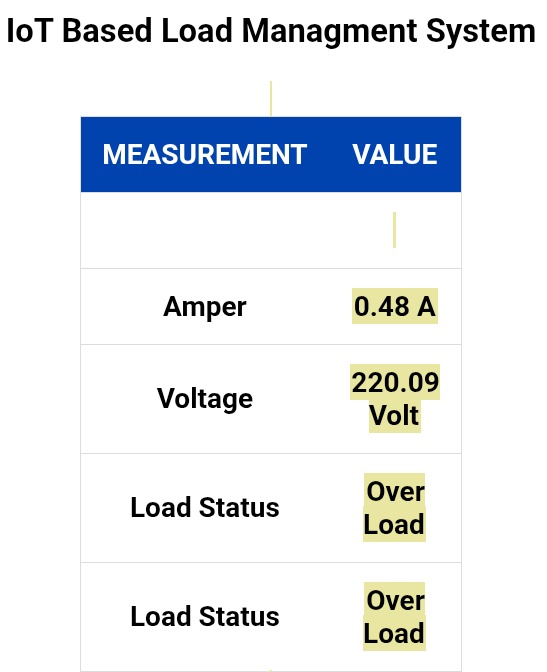 IoT Based Load Managment System
MEASUREMENT VALUE
Amper 0.48 A
Voltage 220.09
Volt
Load Status Over
Load
Load Status Over
Load